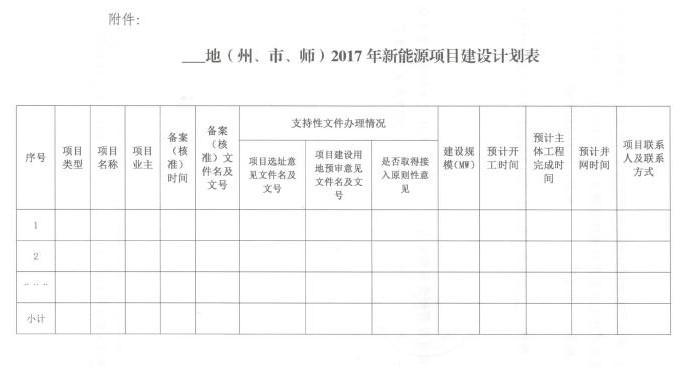 附件:
___地（州、市、师）2017 年新能源项目建设计划表
序号
项目
类型
项目
名称
项目
业主
备案
（核
准）
时间
备案
（核
准）文
件名及
文号
支持性文件办理情况
项目选址意
见文件名及
文号
项目建设用
地预审意见
文件名及文
号
是否取得接
入原则性意
见
建设规
模(MW)
预计开
工时间
预计主
体工程
完成时
间
预计并
网时间
项目联系
人及联系
方式
1
2
……
小计